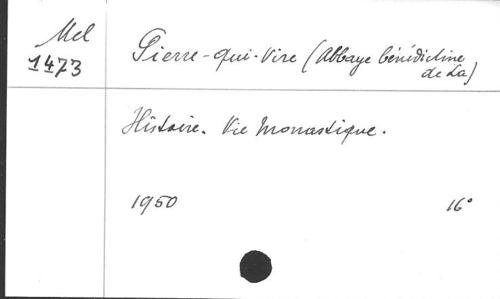 Mel
1473
Pierre-qui-Vire (Abbaye bénédictine
de La)
Histoire. Vie Monastique.
1950 16°